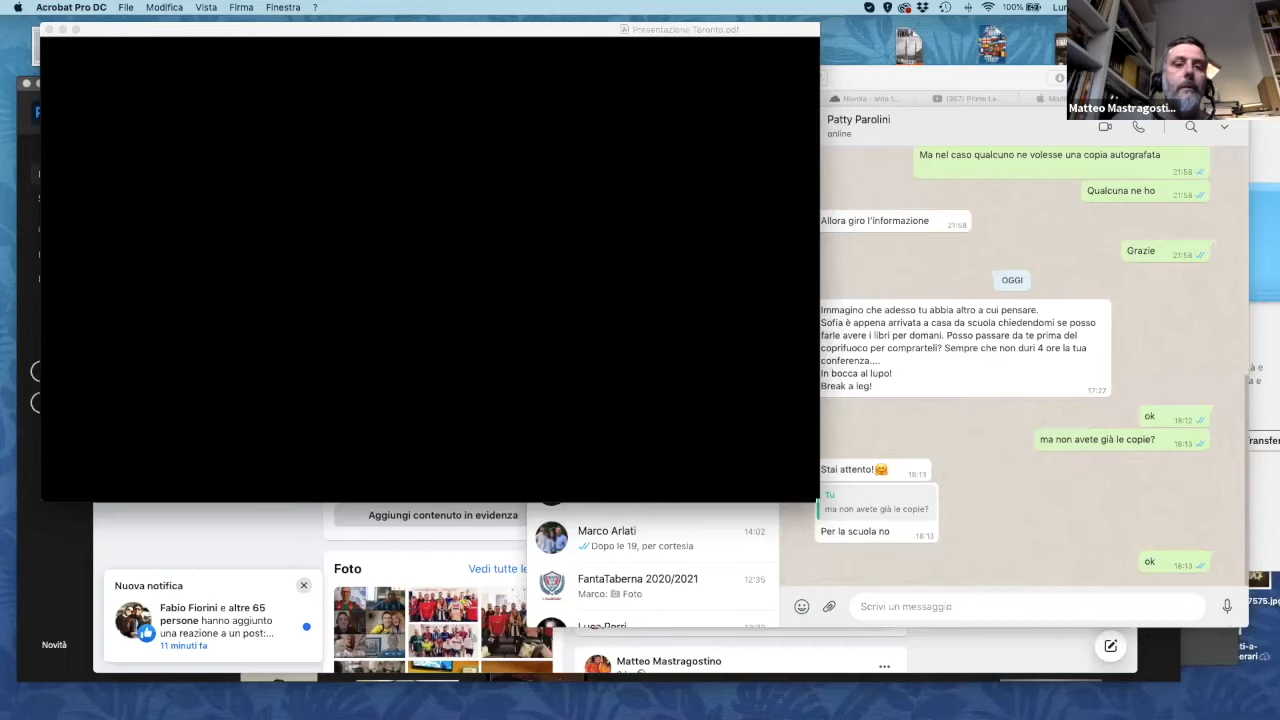 Acrobat Pro DC File Modifica Vista Firma Finestra ?
100%
Presentazione Toronto.pdf
Matteo Mastragosti...
Nuvola - area t...
(367) Primo Le...
Patty Parolini
online
Ma nel caso qualcuno ne volesse una copia autografata
21:58
Qualcuna ne ho
21:58
Allora giro l'informazione
21:58
Grazie
21:58
OGGI
Immagino che adesso tu abbia altro a cui pensare.
Sofia è appena arrivata a casa da scuola chiedendomi se posso
farle avere i libri per domani. Posso passare da te prima del
coprifuoco per comprarteli? Sempre che non duri 4 ore la tua
conferenza....
In bocca al lupo!
Break a leg!
17:27
ok
18:12
ma non avete già le copie?
18:13
Stai attento!🤗
18:13
Tu
ma non avete già le copie?
Per la scuola no
18:13
ok
18:13
Scrivi un messaggio
Aggiungi contenuto in evidenza
Foto
Vedi tutte le
Marco Arlati
14:02
Dopo le 19, per cortesia
FantaTaberna 2020/2021
12:35
Marco: Foto
Nuova notifica
Fabio Fiorini e altre 65
persone hanno aggiunto
una reazione a un post:...
11 minuti fa
Novità
Matteo Mastragostino